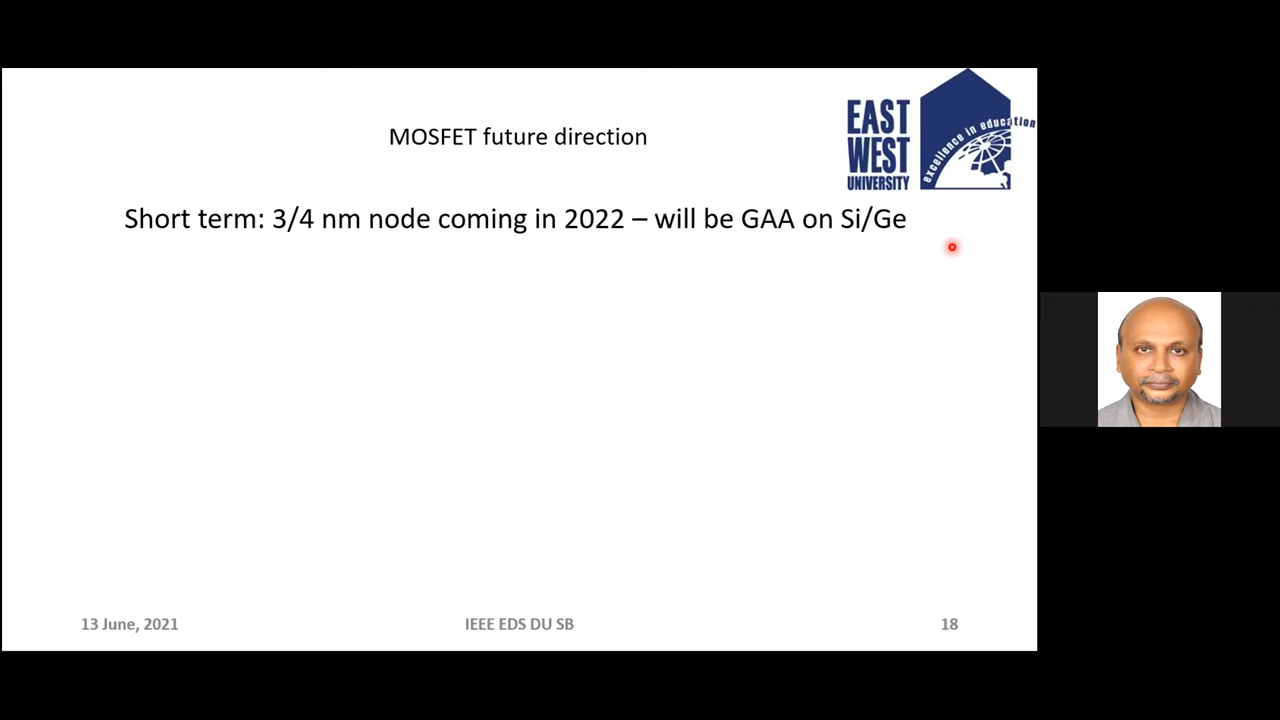 MOSFET future direction
EAST
WEST
UNIVERSITY
excellence in education
Short term: 3/4 nm node coming in 2022 – will be GAA on Si/Ge
13 June, 2021
IEEE EDS DU SB
18